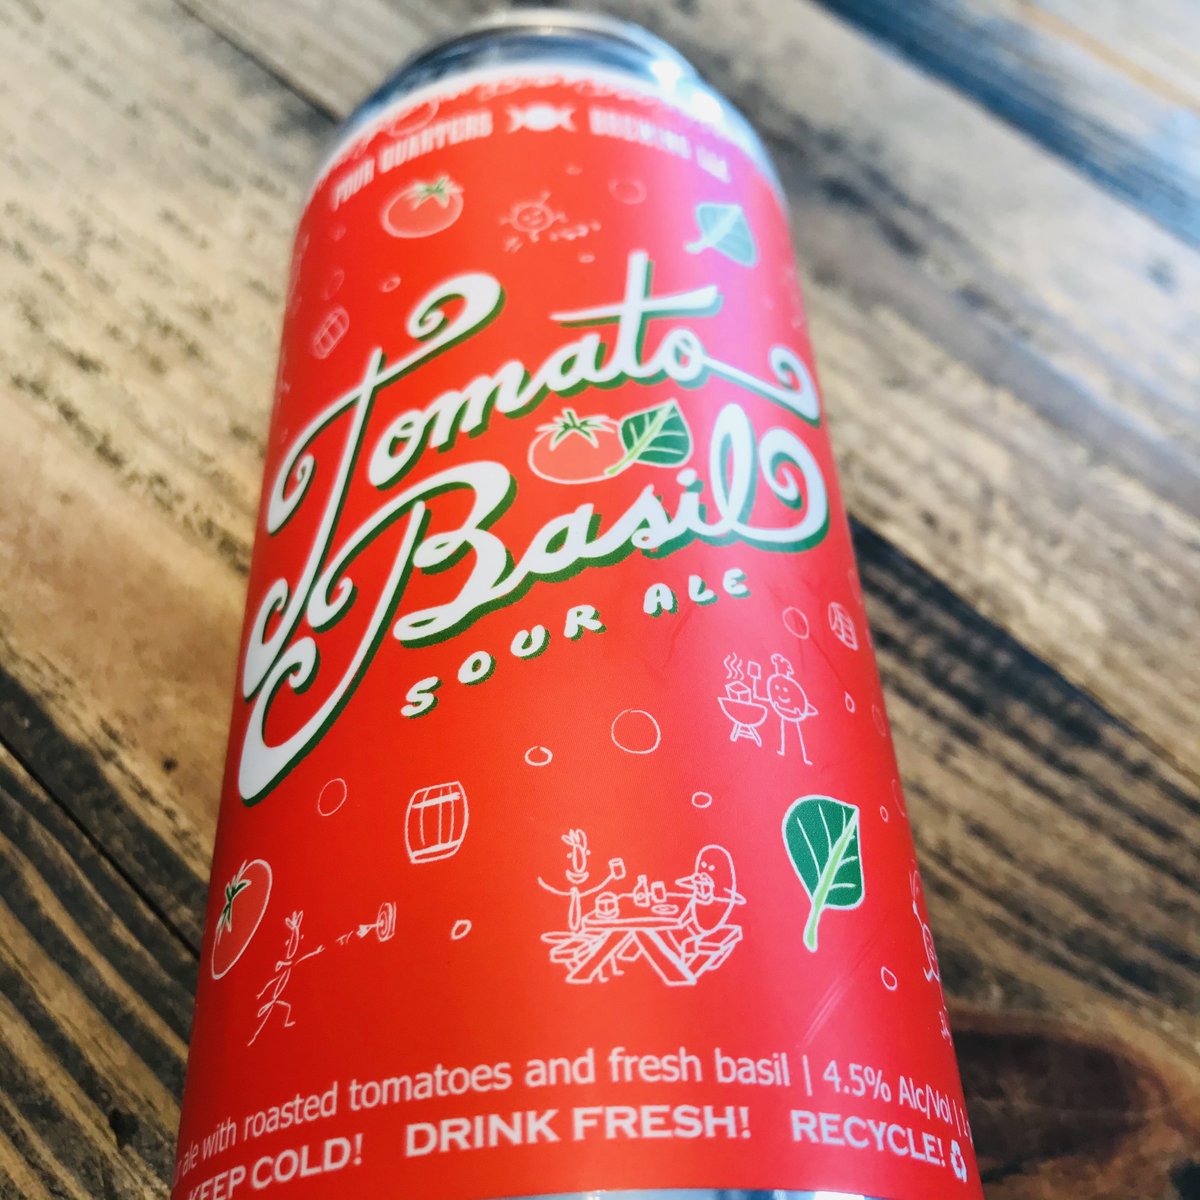 FOUR QUARTERS BREWING
Tomato
Basil
SOUR ALE
ale with roasted tomatoes and fresh basil | 4.5% Alc/Vol |
KEEP COLD! DRINK FRESH! RECYCLE!